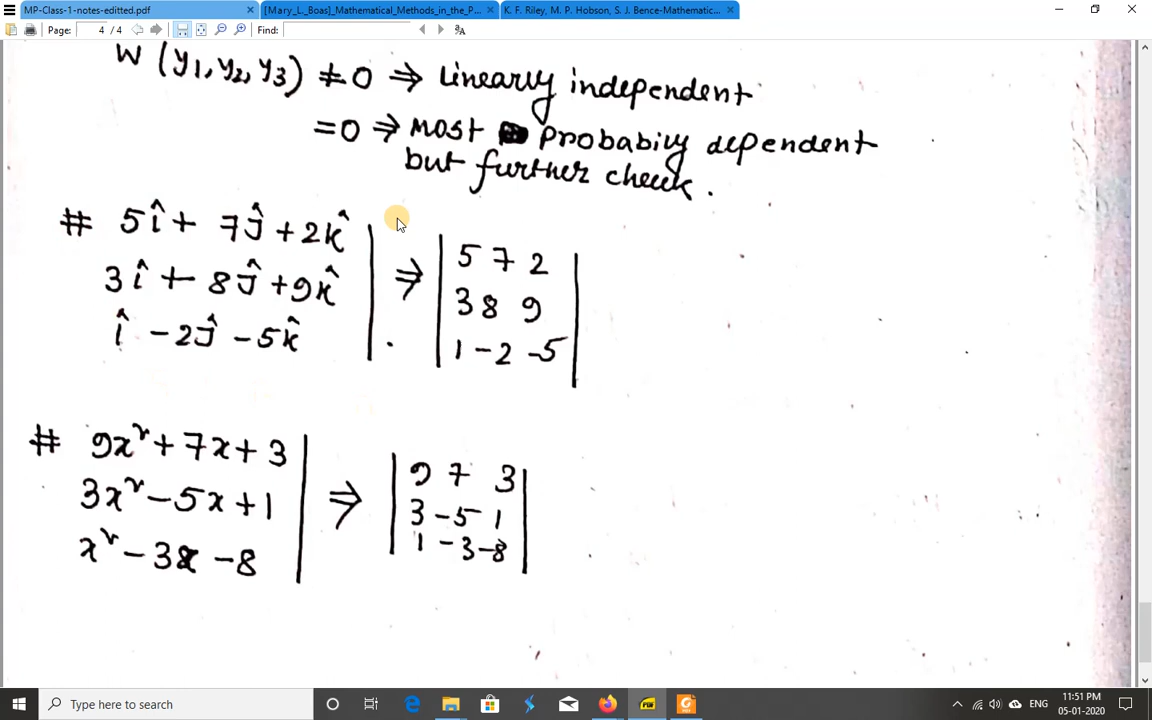 MP-Class-1-notes-editted.pdf
[Mary_L._Boas]_Mathematical_Methods_in_the_P...
K. F. Riley, M. P. Hobson, S. J. Bence-Mathematic...
Page: 4 / 4 Find:
W (y1, y2, y3) ≠ 0 ⇒ Linearly independent
= 0 ⇒ most probabiy dependent
but further check.
# 5î + 7ĵ + 2k̂ | ⇒ | 5 7 2 |
3î + 8ĵ + 9k̂ | 3 8 9 |
î - 2ĵ - 5k̂ | . | 1 -2 -5 |
# 9x² + 7x + 3 | ⇒ | 9 7 3 |
3x² - 5x + 1 | 3 -5 1 |
x² - 3x - 8 | 1 -3 -8 |
Type here to search
ENG
11:51 PM
05-01-2020